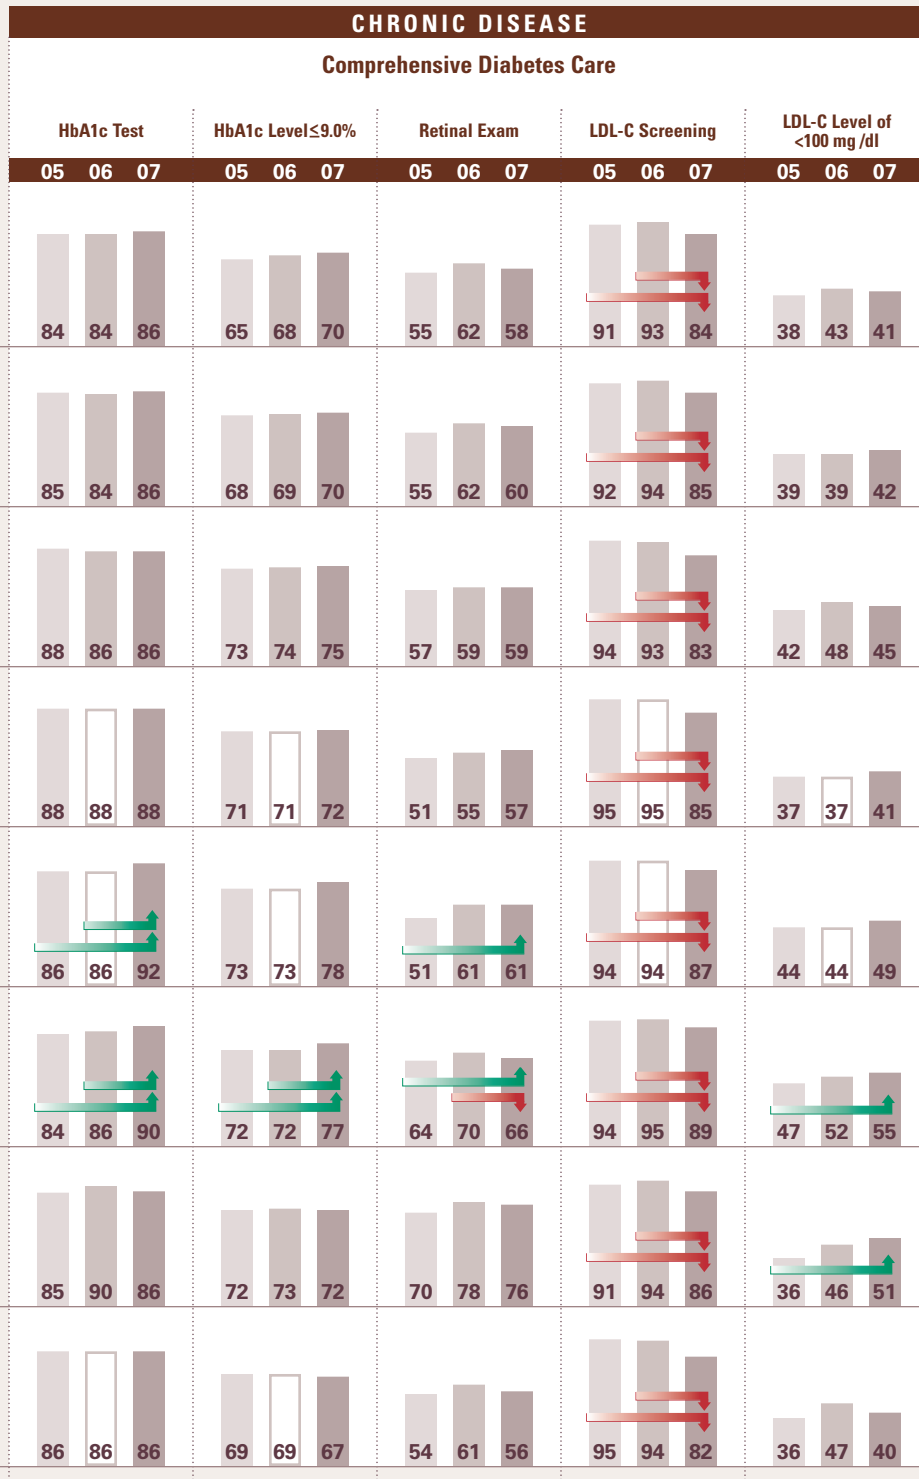 CHRONIC DISEASE
Comprehensive Diabetes Care
HbA1c Test HbA1c Level≤9.0% Retinal Exam LDL-C Screening LDL-C Level of
<100 mg /dl
05 06 07 05 06 07 05 06 07 05 06 07 05 06 07
84 84 86 65 68 70 55 62 58 91 93 84 38 43 41
85 84 86 68 69 70 55 62 60 92 94 85 39 39 42
88 86 86 73 74 75 57 59 59 94 93 83 42 48 45
88 88 88 71 71 72 51 55 57 95 95 85 37 37 41
86 86 92 73 73 78 51 61 61 94 94 87 44 44 49
84 86 90 72 72 77 64 70 66 94 95 89 47 52 55
85 90 86 72 73 72 70 78 76 91 94 86 36 46 51
86 86 86 69 69 67 54 61 56 95 94 82 36 47 40